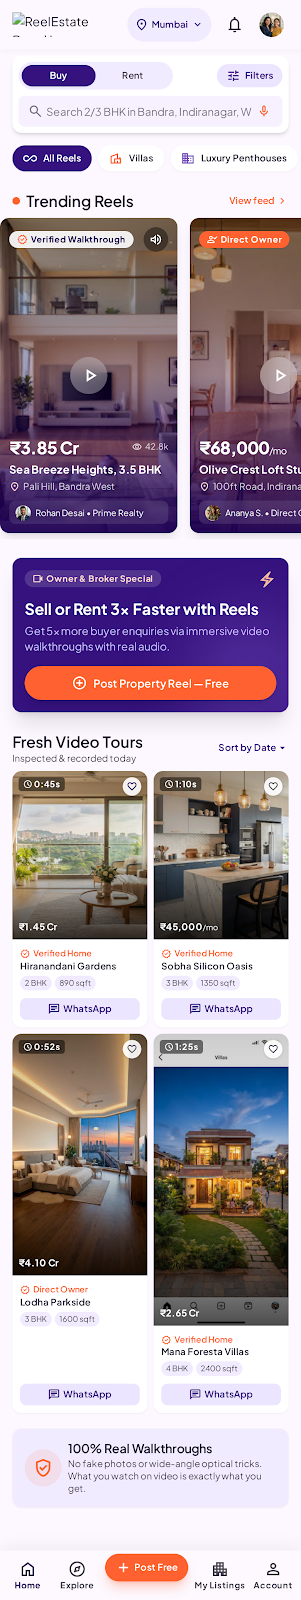 ReelEstate
Mumbai
Buy
Rent
Filters
Search 2/3 BHK in Bandra, Indiranagar, W
All Reels
Villas
Luxury Penthouses
Trending Reels
View feed
Verified Walkthrough
Direct Owner
₹3.85 Cr
42.8k
Sea Breeze Heights, 3.5 BHK
Pali Hill, Bandra West
Rohan Desai • Prime Realty
₹68,000/mo
Olive Crest Loft Stu
100ft Road, Indirana
Ananya S. • Direct O
Owner & Broker Special
Sell or Rent 3x Faster with Reels
Get 5x more buyer enquiries via immersive video
walkthroughs with real audio.
Post Property Reel — Free
Fresh Video Tours
Inspected & recorded today
Sort by Date
0:45s
₹1.45 Cr
Verified Home
Hiranandani Gardens
2 BHK
890 sqft
WhatsApp
1:10s
₹45,000/mo
Verified Home
Sobha Silicon Oasis
3 BHK
1350 sqft
WhatsApp
0:52s
₹4.10 Cr
Direct Owner
Lodha Parkside
3 BHK
1600 sqft
WhatsApp
1:25s
Villas
₹2.65 Cr
Verified Home
Mana Foresta Villas
4 BHK
2400 sqft
WhatsApp
100% Real Walkthroughs
No fake photos or wide-angle optical tricks.
What you watch on video is exactly what you
get.
Home
Explore
Post Free
My Listings
Account